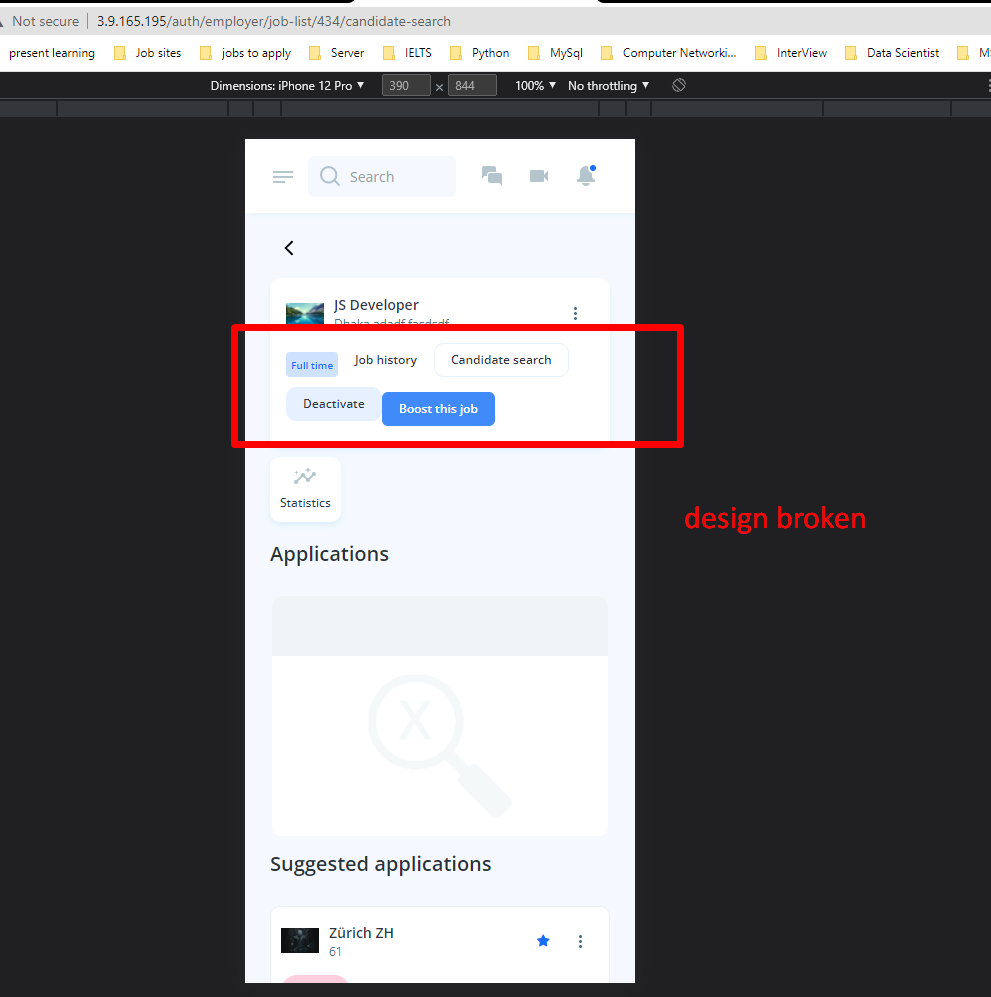 Not secure 3.9.165.195/auth/employer/job-list/434/candidate-search
present learning Job sites jobs to apply Server IELTS Python MySql Computer Networki... InterView Data Scientist
Dimensions: iPhone 12 Pro ▼ 390 × 844 100% ▼ No throttling ▼
Search
JS Developer
Full time Job history Candidate search
Deactivate Boost this job
Statistics
design broken
Applications
X
Suggested applications
Zürich ZH
61